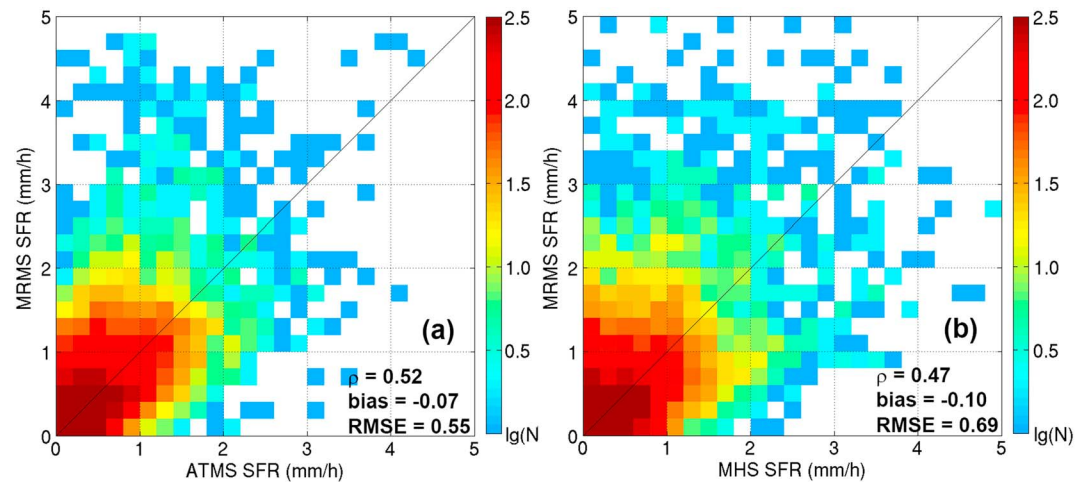 5
4
3
2
1
0
MRMS SFR (mm/h)
0 1 2 3 4 5
ATMS SFR (mm/h)
(a)
ρ = 0.52
bias = -0.07
RMSE = 0.55
2.5
2.0
1.5
1.0
0.5
lg(N
5
4
3
2
1
0
MRMS SFR (mm/h)
0 1 2 3 4 5
MHS SFR (mm/h)
(b)
ρ = 0.47
bias = -0.10
RMSE = 0.69
2.5
2.0
1.5
1.0
0.5
lg(N